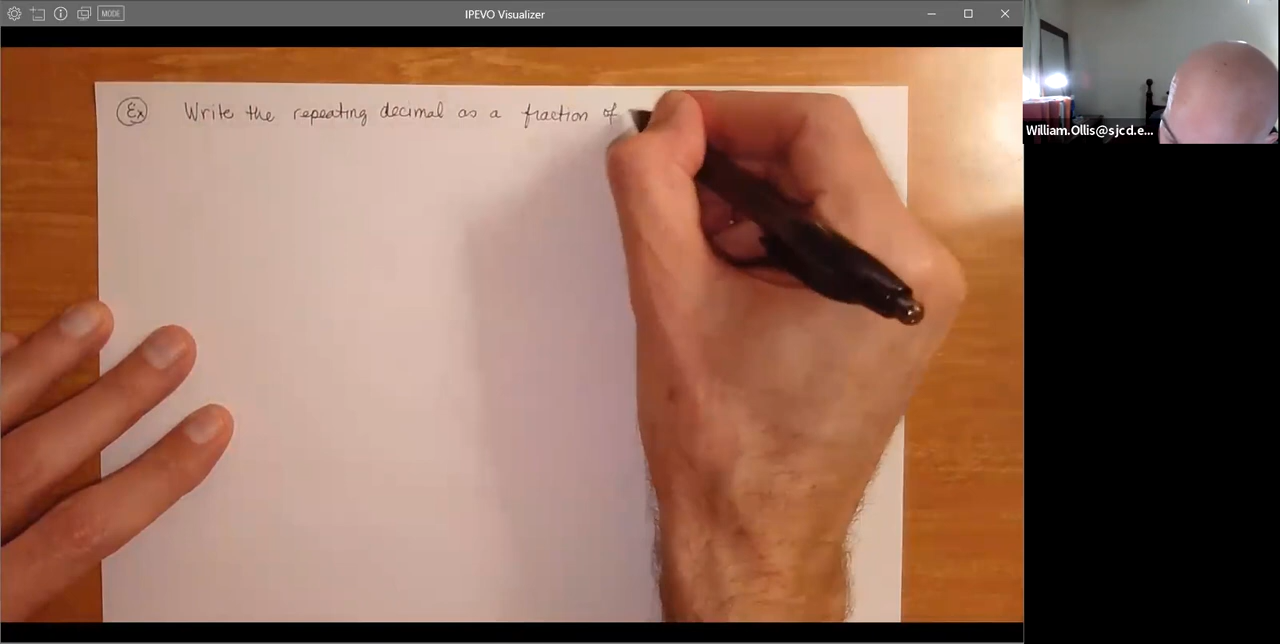 MODE
IPEVO Visualizer
Ex Write the repeating decimal as a fraction of
William.Ollis@sjcd.e...